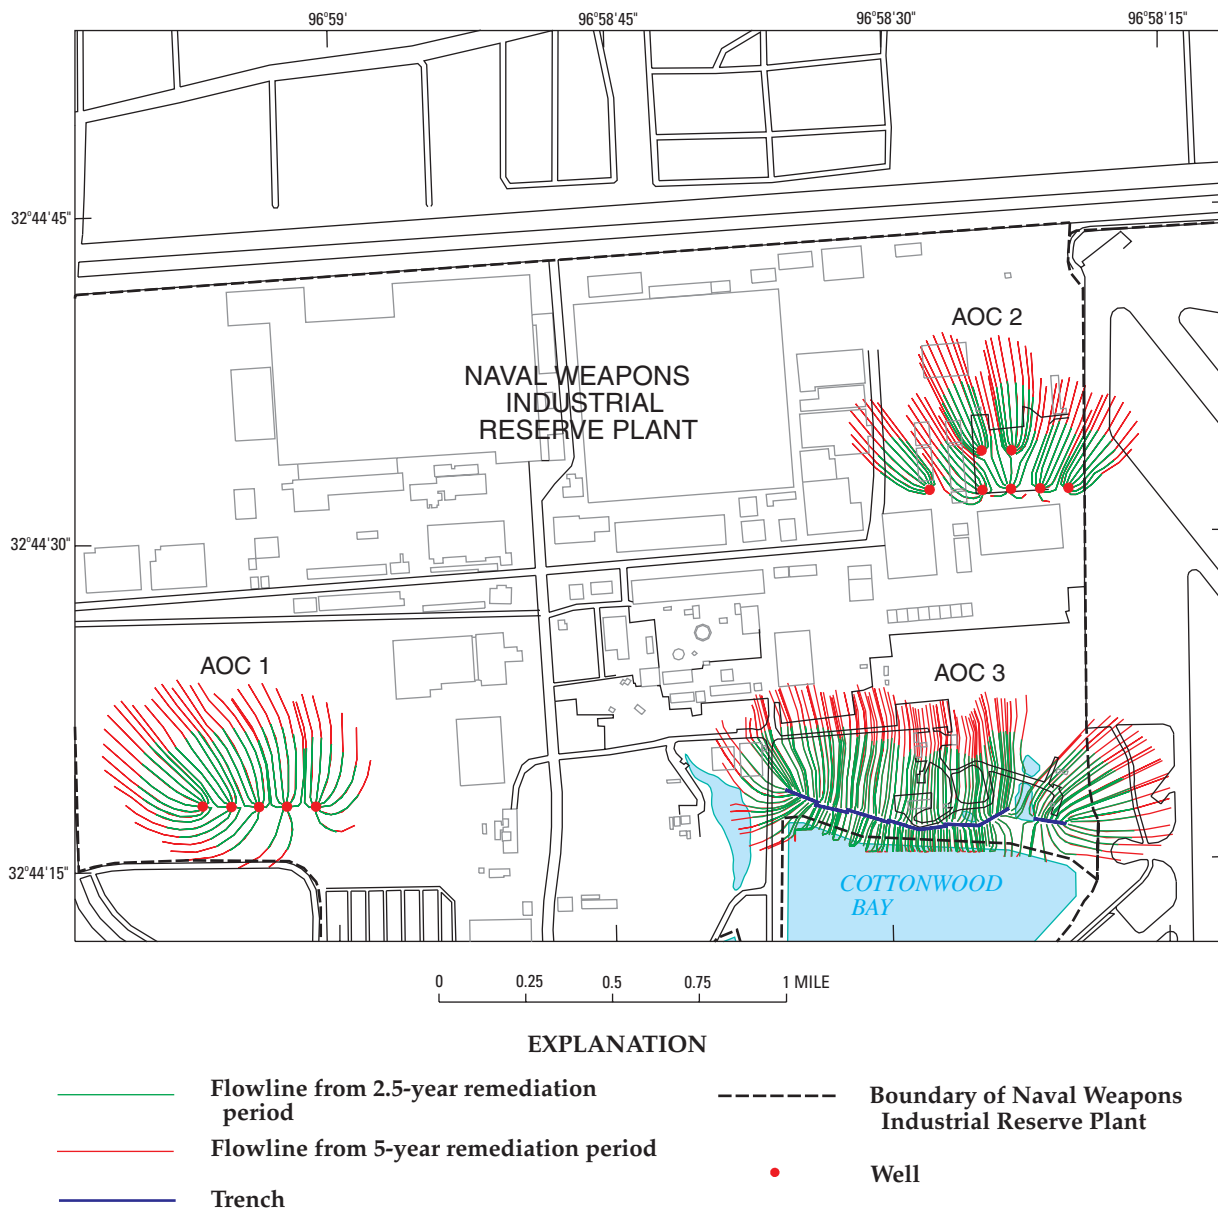 96°59'
96°58'45"
96°58'30"
96°58'15"
32°44'45"
AOC 2
NAVAL WEAPONS
INDUSTRIAL
RESERVE PLANT
32°44'30"
AOC 1
AOC 3
32°44'15"
COTTONWOOD
BAY
0
0.25
0.5
0.75
1 MILE
EXPLANATION
Flowline from 2.5-year remediation
period
Flowline from 5-year remediation period
Trench
Boundary of Naval Weapons
Industrial Reserve Plant
Well